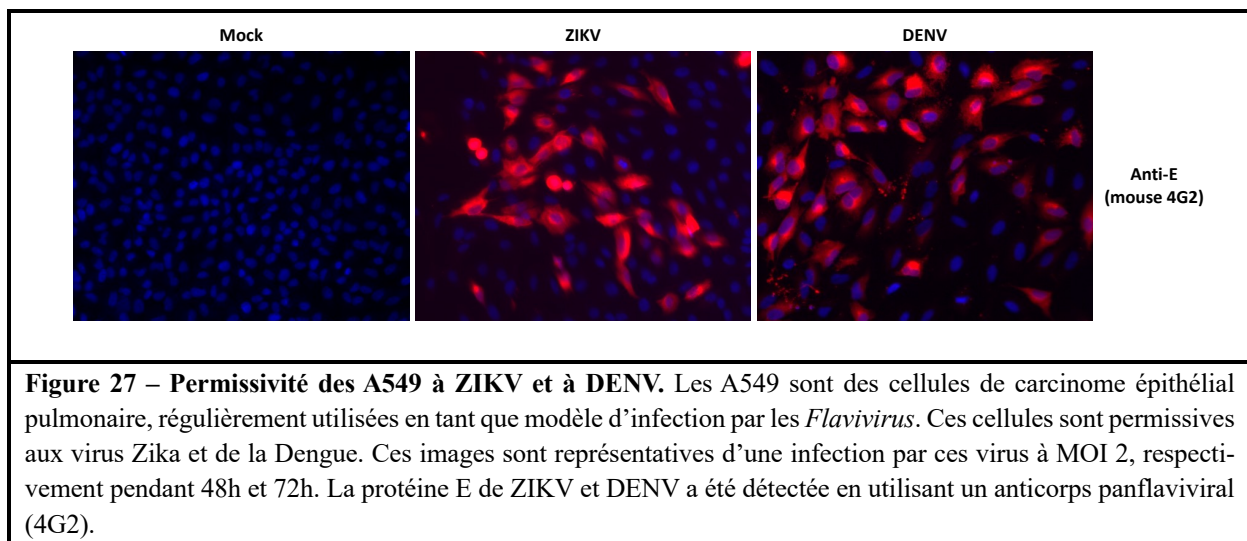 Mock ZIKV DENV
Anti-E
(mouse 4G2)
Figure 27 – Permissivité des A549 à ZIKV et à DENV. Les A549 sont des cellules de carcinome épithélial
pulmonaire, régulièrement utilisées en tant que modèle d’infection par les Flavivirus. Ces cellules sont permissives
aux virus Zika et de la Dengue. Ces images sont représentatives d’une infection par ces virus à MOI 2, respecti-
vement pendant 48h et 72h. La protéine E de ZIKV et DENV a été détectée en utilisant un anticorps panflaviviral
(4G2).